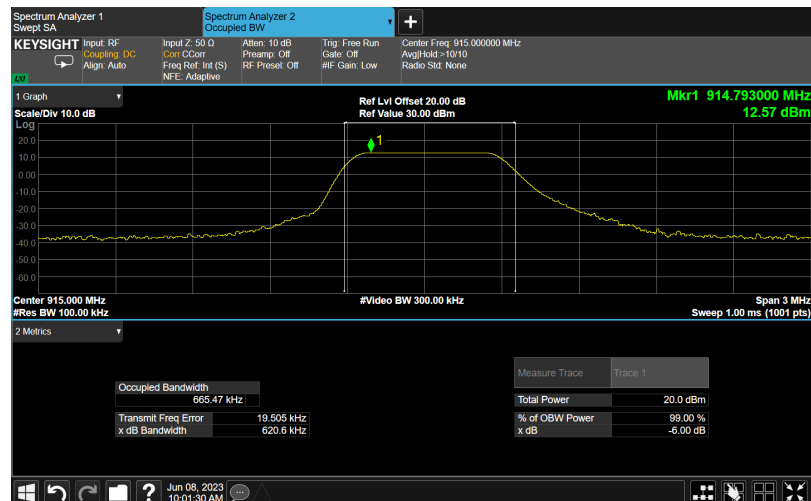 Spectrum Analyzer 1
Swept SA
Spectrum Analyzer 2
Occupied BW
KEYSIGHT
Input: RF
Coupling: DC
Align: Auto
Input Z: 50 Ω
Corr CCorr
Freq Ref: Int (S)
NFE: Adaptive
Atten: 10 dB
Preamp: Off
RF Presel: Off
Trig: Free Run
Gate: Off
#IF Gain: Low
Center Freq: 915.000000 MHz
Avg|Hold:>10/10
Radio Std: None
LXI
1 Graph
Scale/Div 10.0 dB
Ref Lvl Offset 20.00 dB
Ref Value 30.00 dBm
Mkr1 914.793000 MHz
12.57 dBm
Log
20.0
10.0
0.00
-10.0
-20.0
-30.0
-40.0
-50.0
-60.0
1
Center 915.000 MHz
#Res BW 100.00 kHz
#Video BW 300.00 kHz
Span 3 MHz
Sweep 1.00 ms (1001 pts)
2 Metrics
Occupied Bandwidth
665.47 kHz
Transmit Freq Error 19.505 kHz
x dB Bandwidth 620.6 kHz
Measure Trace Trace 1
Total Power 20.0 dBm
% of OBW Power 99.00 %
x dB -6.00 dB
Jun 08, 2023
10:01:30 AM